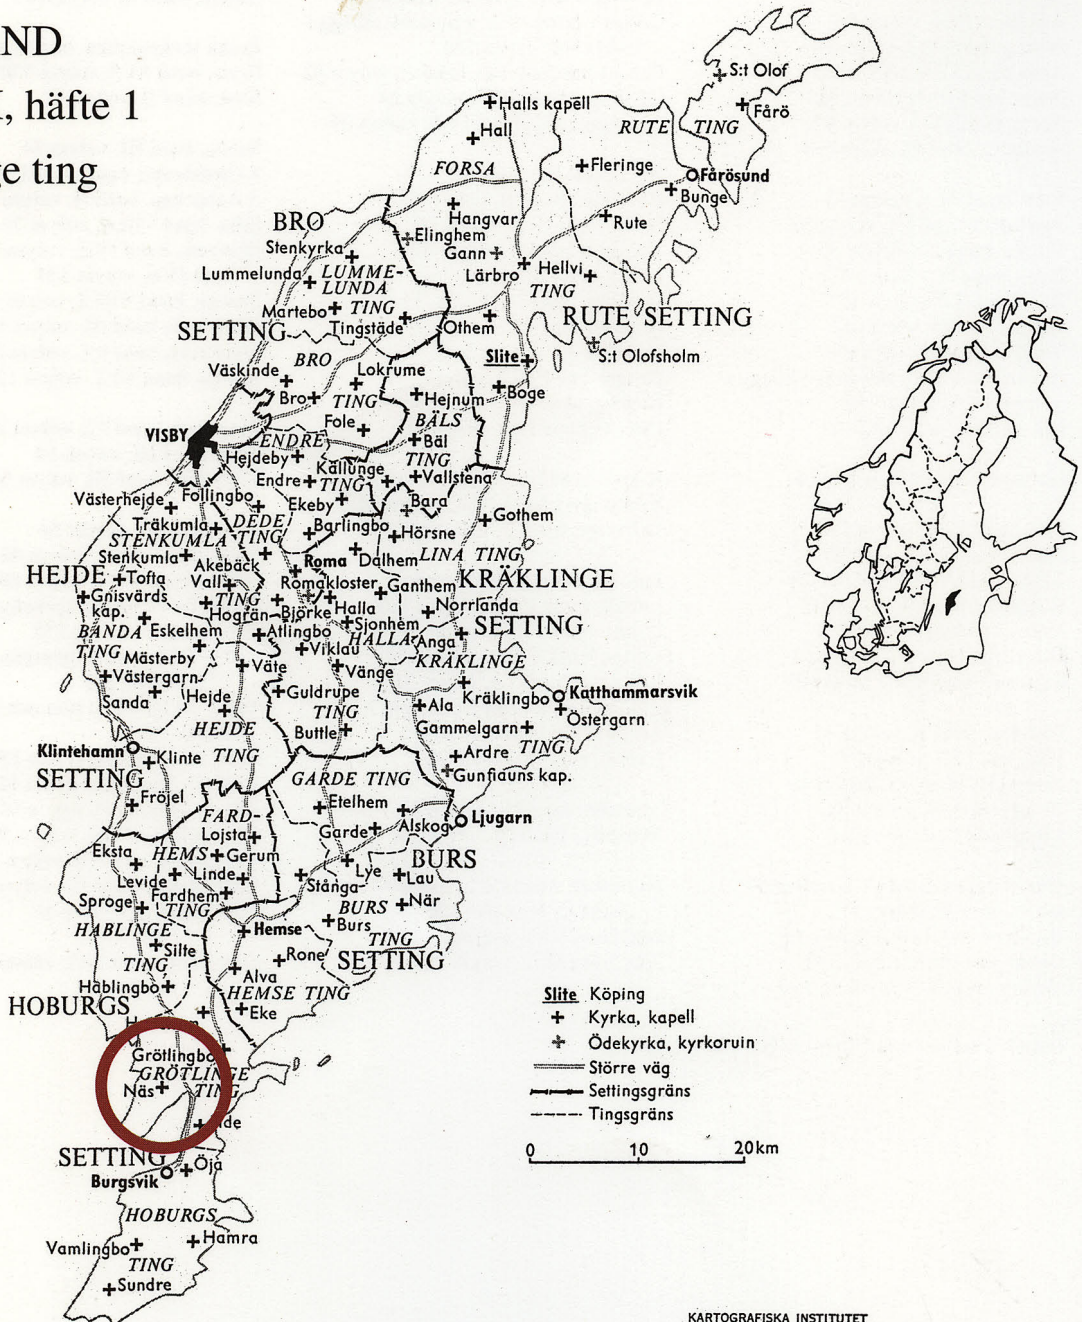 ND
, häfte 1
ge ting
S:t Olof
Fårö
Halls kapell
Hall
RUTE TING
FORSA
Fleringe
Fårösund
Bunge
Hangvar
Rute
BRO
Elinghem
Stenkyrka
Gann
Lummelunda
LUMME-
LUNDA
Lärbro
Hellvi
TING
Martebo
TING
SETTING
Tingstäde
Othem
RUTE SETTING
Slite
S:t Olofsholm
BRO
Väskinde
Lokrume
Bro
TING
Hejnum
Boge
Fole
BÄLS
VISBY
ENDRE
Bäl
Hejdeby
TING
Källunge
Endre
TING
Vallstena
Västerhejde
Follingbo
Ekeby
Bara
Träkumla
DEDE
Barlingbo
Gothem
STENKUMLA
TING
Hörsne
Stenkumla
Akebäck
Roma
Dalhem
LINA TING
HEJDE
Tofta
Vall
Romakloster
Ganthem
KRÄKLINGE
Gnisvärds
kap.
TING
Hogrän
Björke
Halla
Norrlanda
BANDA
Eskelhem
Atlingbo
Sjonhem
SETTING
TING
HALLA
Anga
Mästerby
Viklau
KRÄKLINGE
Västergarn
Väte
Vänge
Sanda
Hejde
Guldrupe
Kräklingbo
Katthammarsvik
TING
Ala
Östergarn
HEJDE
Buttle
Gammelgarn
Klintehamn
Klinte
TING
Ardre
TING
SETTING
GARDE TING
Gunfiauns kap.
Fröjel
Etelhem
FARD-
Lojsta
Garde
Alskog
Ljugarn
Eksta
HEMS
Gerum
BURS
Levide
Linde
Lye
Lau
Fardhem
Stånga
Sproge
TING
BURS
När
HABLINGE
Hemse
Burs
TING
Silte
TING
Rone
SETTING
Alva
Häblingbo
HEMSE TING
HOBURGS
Eke
Grötlingbo
GRÖTLINGE
Näs
TING
SETTING
Öja
Burgsvik
HOBURGS
Vamlingbo
Hamra
TING
Sundre
Slite Köping
Kyrka, kapell
Ödekyrka, kyrkoruin
Större väg
Settingsgräns
Tingsgräns
0 10 20km
KARTOGRAFISKA INSTITUTET